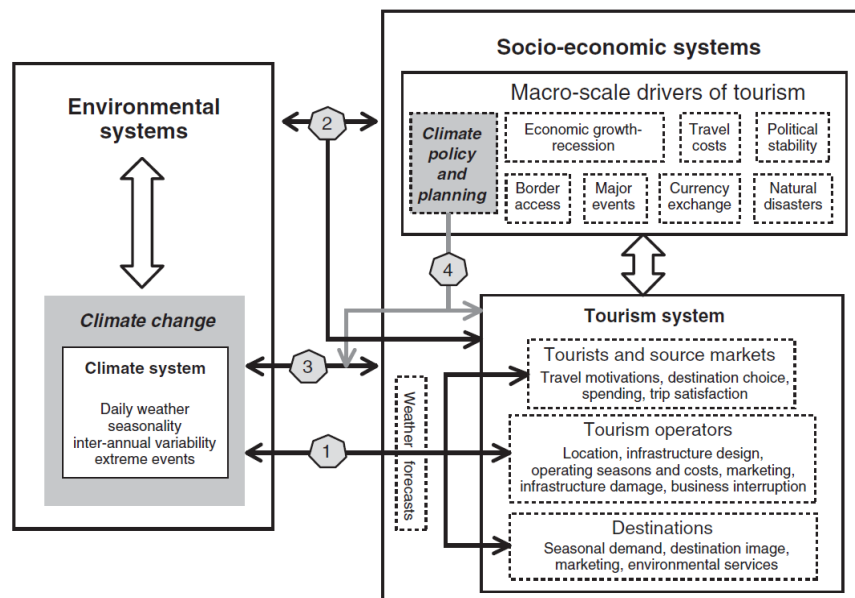 Socio-economic systems
Environmental
systems
2
Macro-scale drivers of tourism
Climate
policy
and
planning
Economic growth-
recession
Travel
costs
Political
stability
Border
access
Major
events
Currency
exchange
Natural
disasters
4
Climate change
Climate system
Daily weather
seasonality
inter-annual variability
extreme events
3
1
Weather forecasts
Tourism system
Tourists and source markets
Travel motivations, destination choice,
spending, trip satisfaction
Tourism operators
Location, infrastructure design,
operating seasons and costs, marketing,
infrastructure damage, business interruption
Destinations
Seasonal demand, destination image,
marketing, environmental services